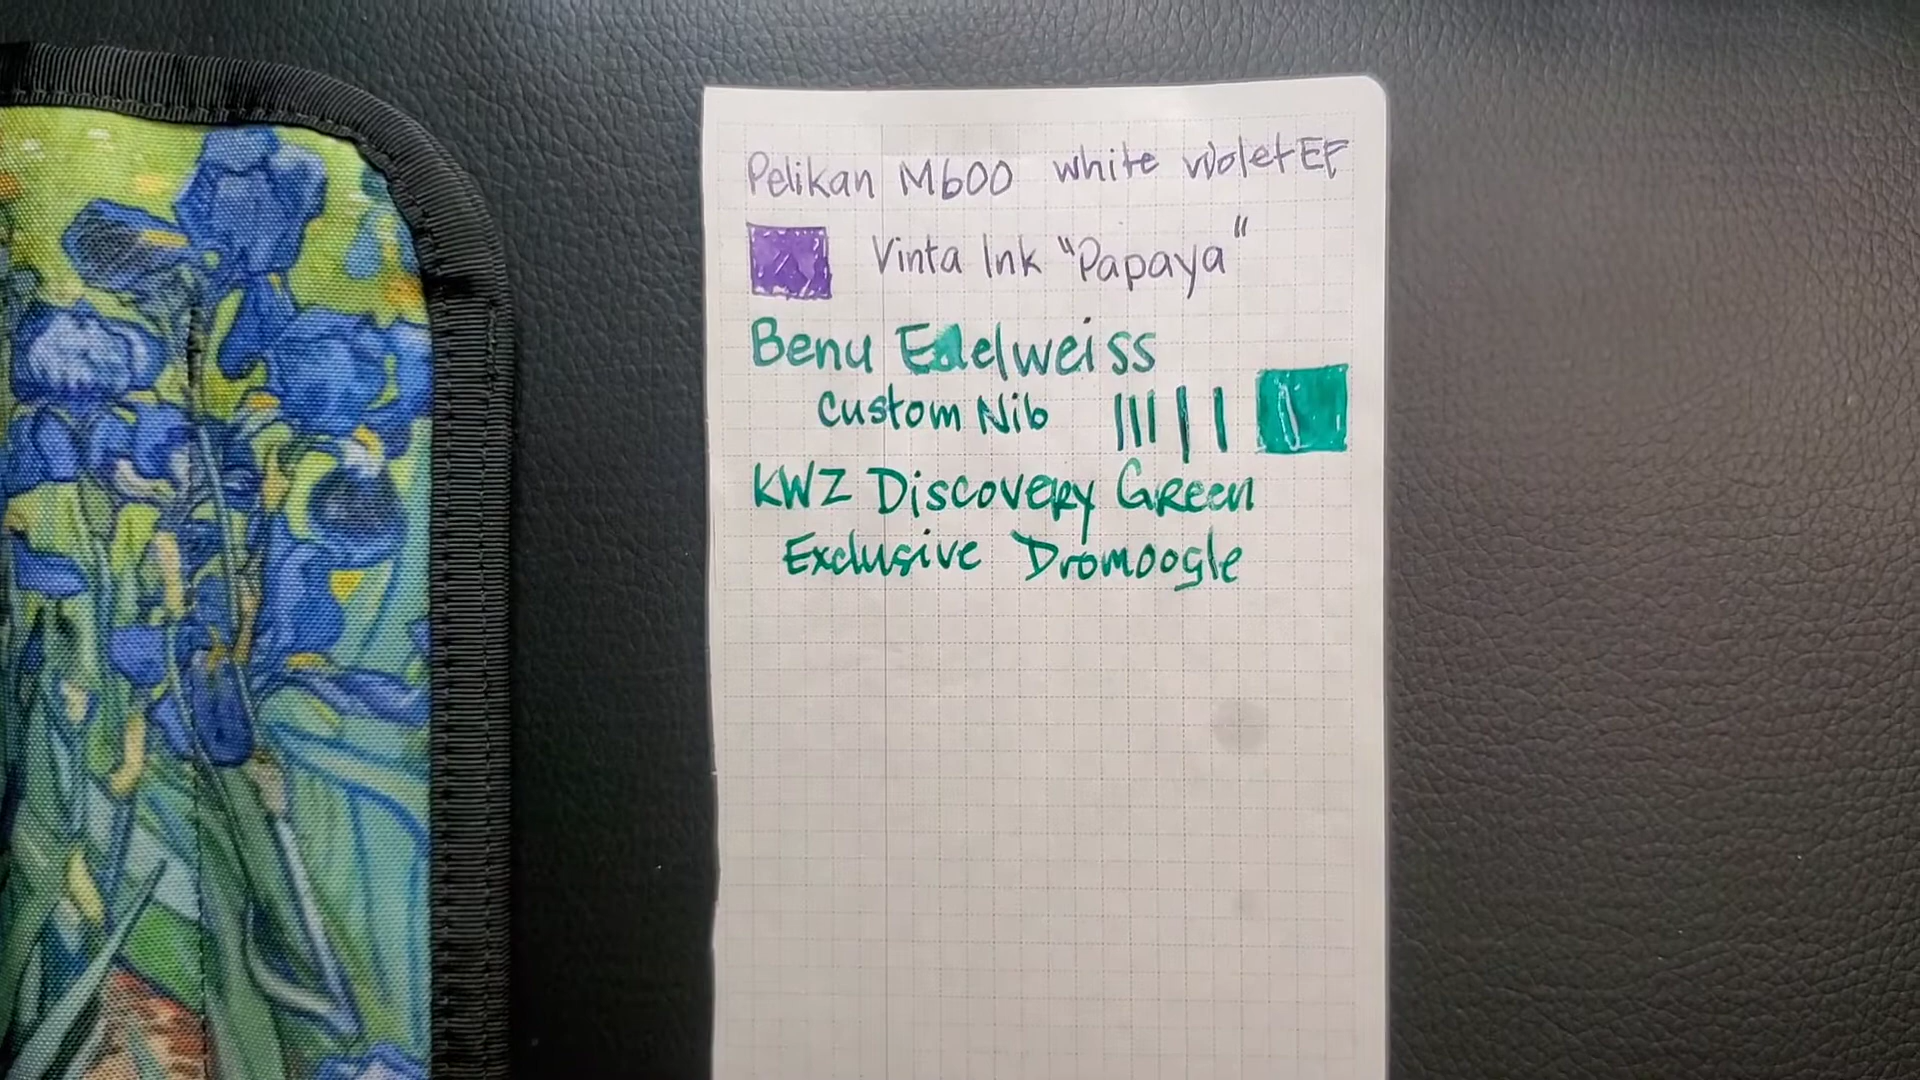 Pelikan M600 white violet EF
Vinta Ink "Papaya"
Benu Edelweiss
Custom Nib
KWZ Discovery Green
Exclusive Dromoogle